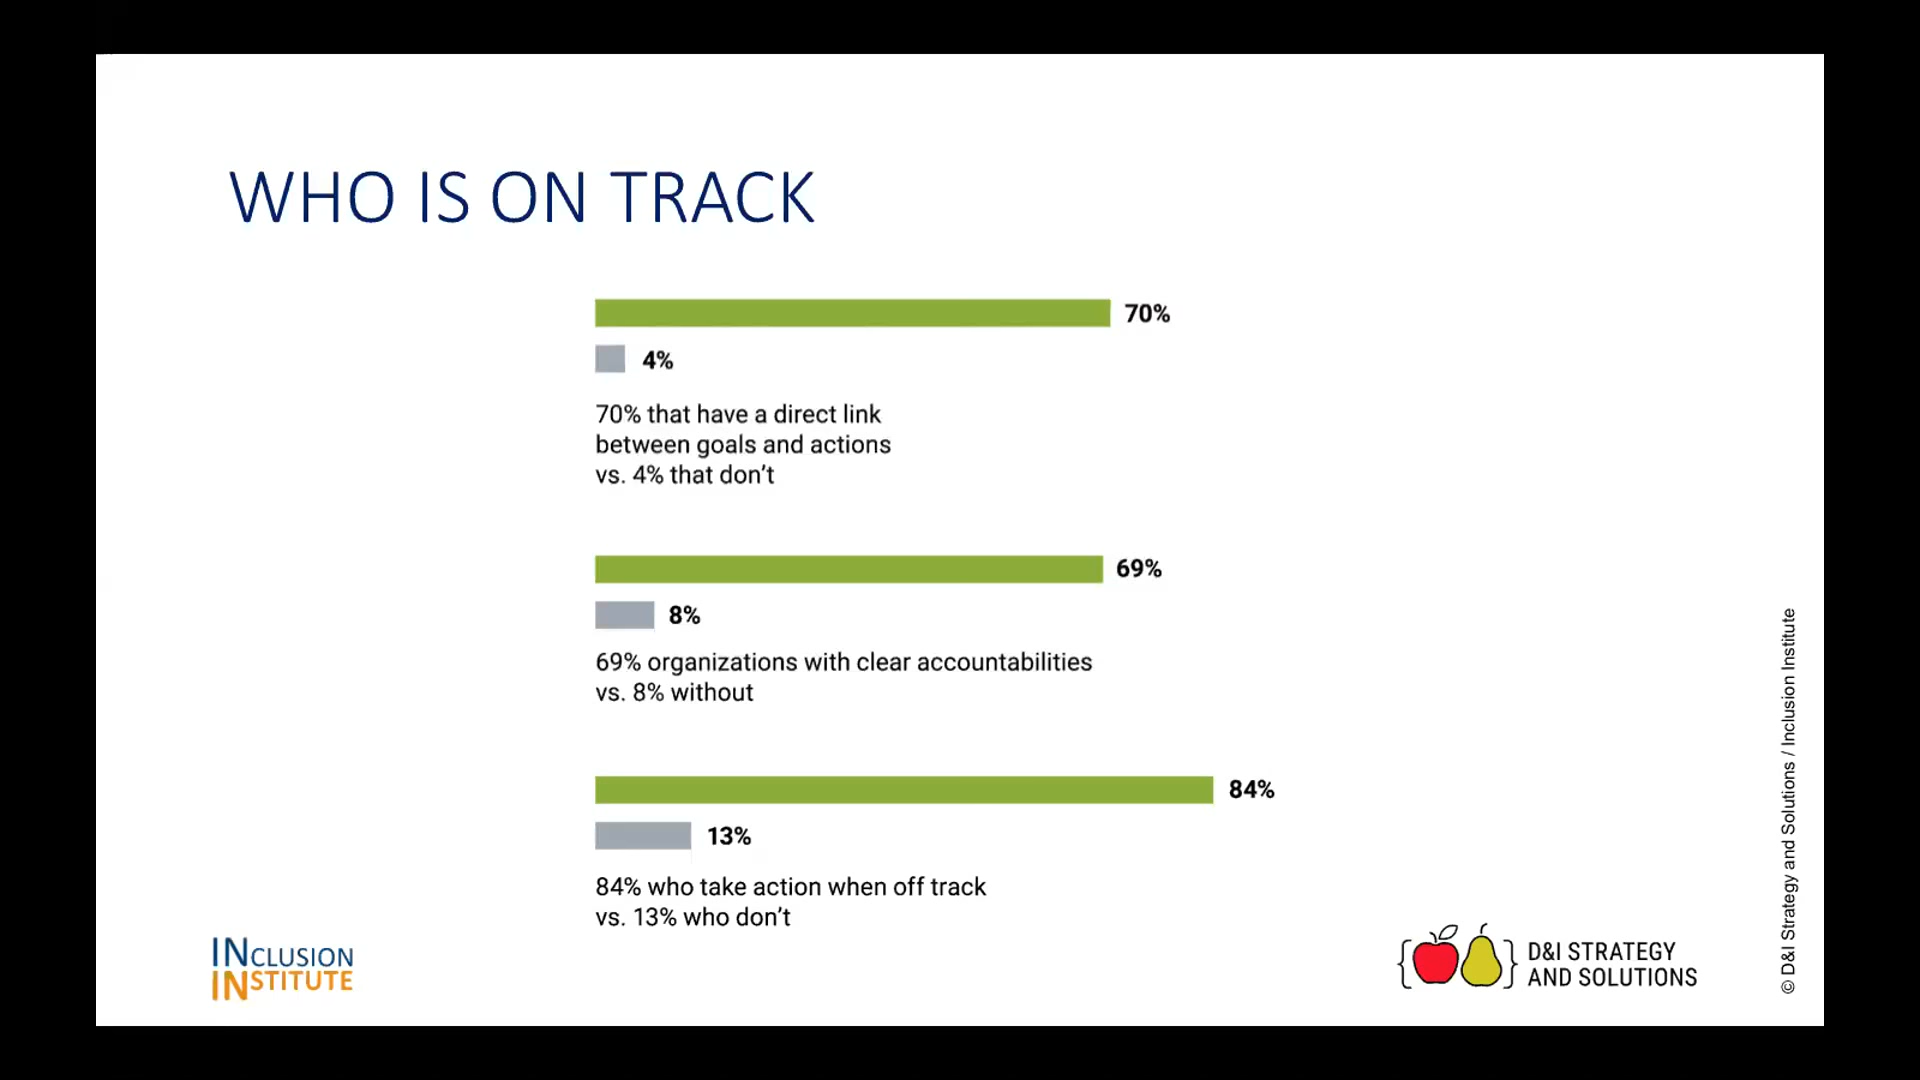 WHO IS ON TRACK
70%
4%
70% that have a direct link
between goals and actions
vs. 4% that don’t
69%
8%
69% organizations with clear accountabilities
vs. 8% without
84%
13%
84% who take action when off track
vs. 13% who don’t
INCLUSION
INSTITUTE
D&I STRATEGY
AND SOLUTIONS
© D&I Strategy and Solutions / Inclusion Institute